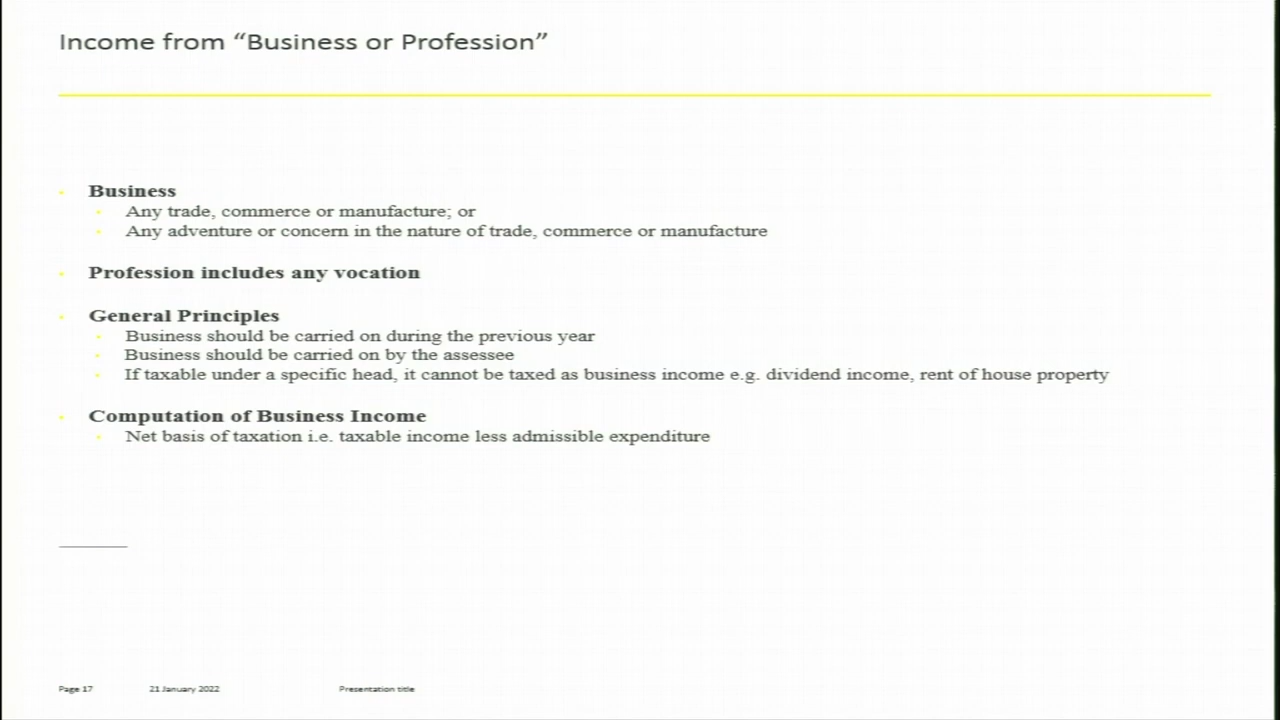 Income from “Business or Profession”
Business
Any trade, commerce or manufacture; or
Any adventure or concern in the nature of trade, commerce or manufacture
Profession includes any vocation
General Principles
Business should be carried on during the previous year
Business should be carried on by the assessee
If taxable under a specific head, it cannot be taxed as business income e.g. dividend income, rent of house property
Computation of Business Income
Net basis of taxation i.e. taxable income less admissible expenditure
Page 17 21 January 2022 Presentation title